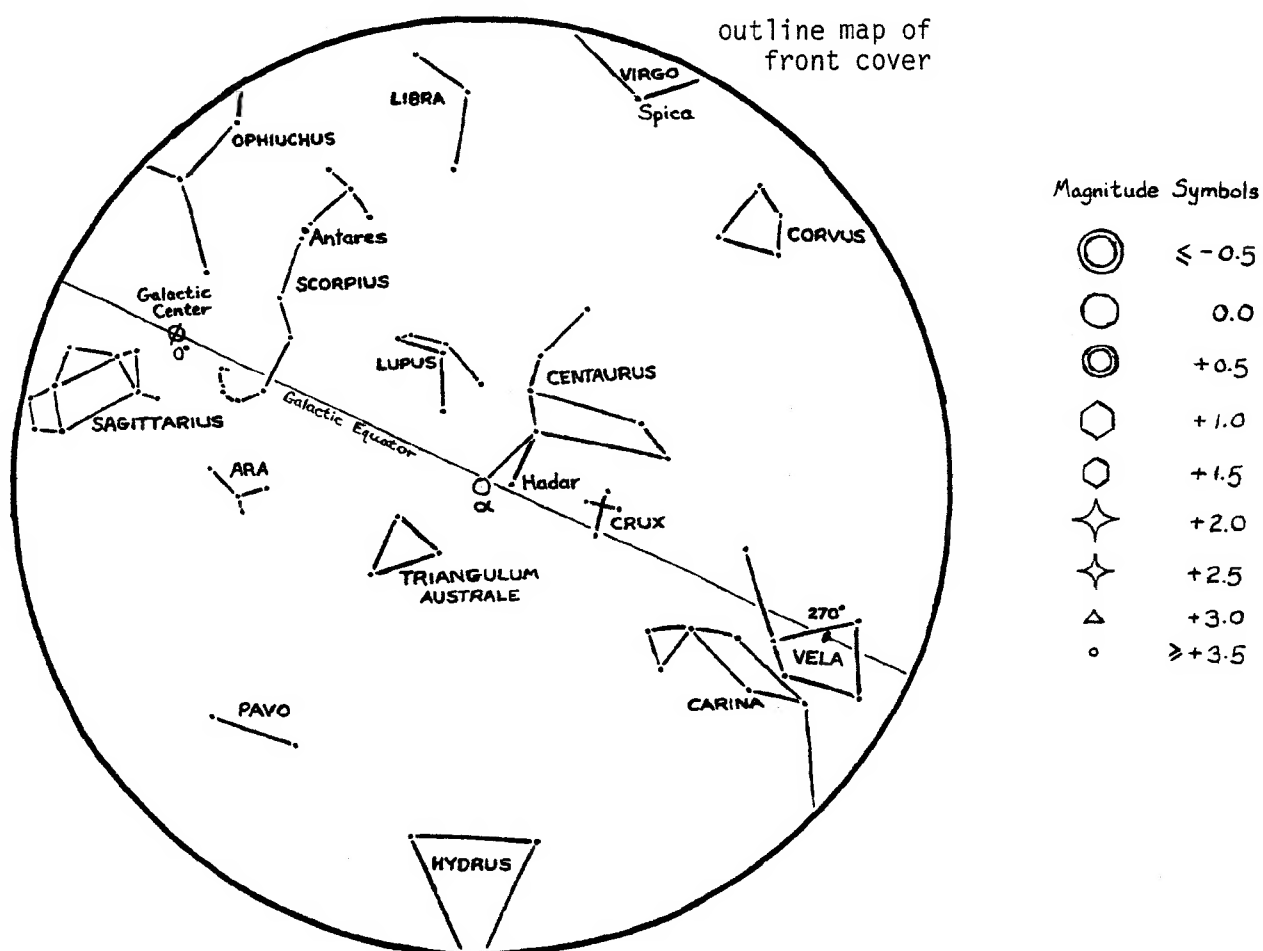 outline map of
front cover
VIRGO
Spica
LIBRA
OPHIUCHUS
Antares
CORVUS
SCORPIUS
Galactic
Center
0°
LUPUS
CENTAURUS
SAGITTARIUS
Galactic Equator
ARA
Hadar
α
CRUX
TRIANGULUM
AUSTRALE
270°
VELA
CARINA
PAVO
HYDRUS
Magnitude Symbols
≤ -0.5
0.0
+0.5
+1.0
+1.5
+2.0
+2.5
+3.0
≥+3.5